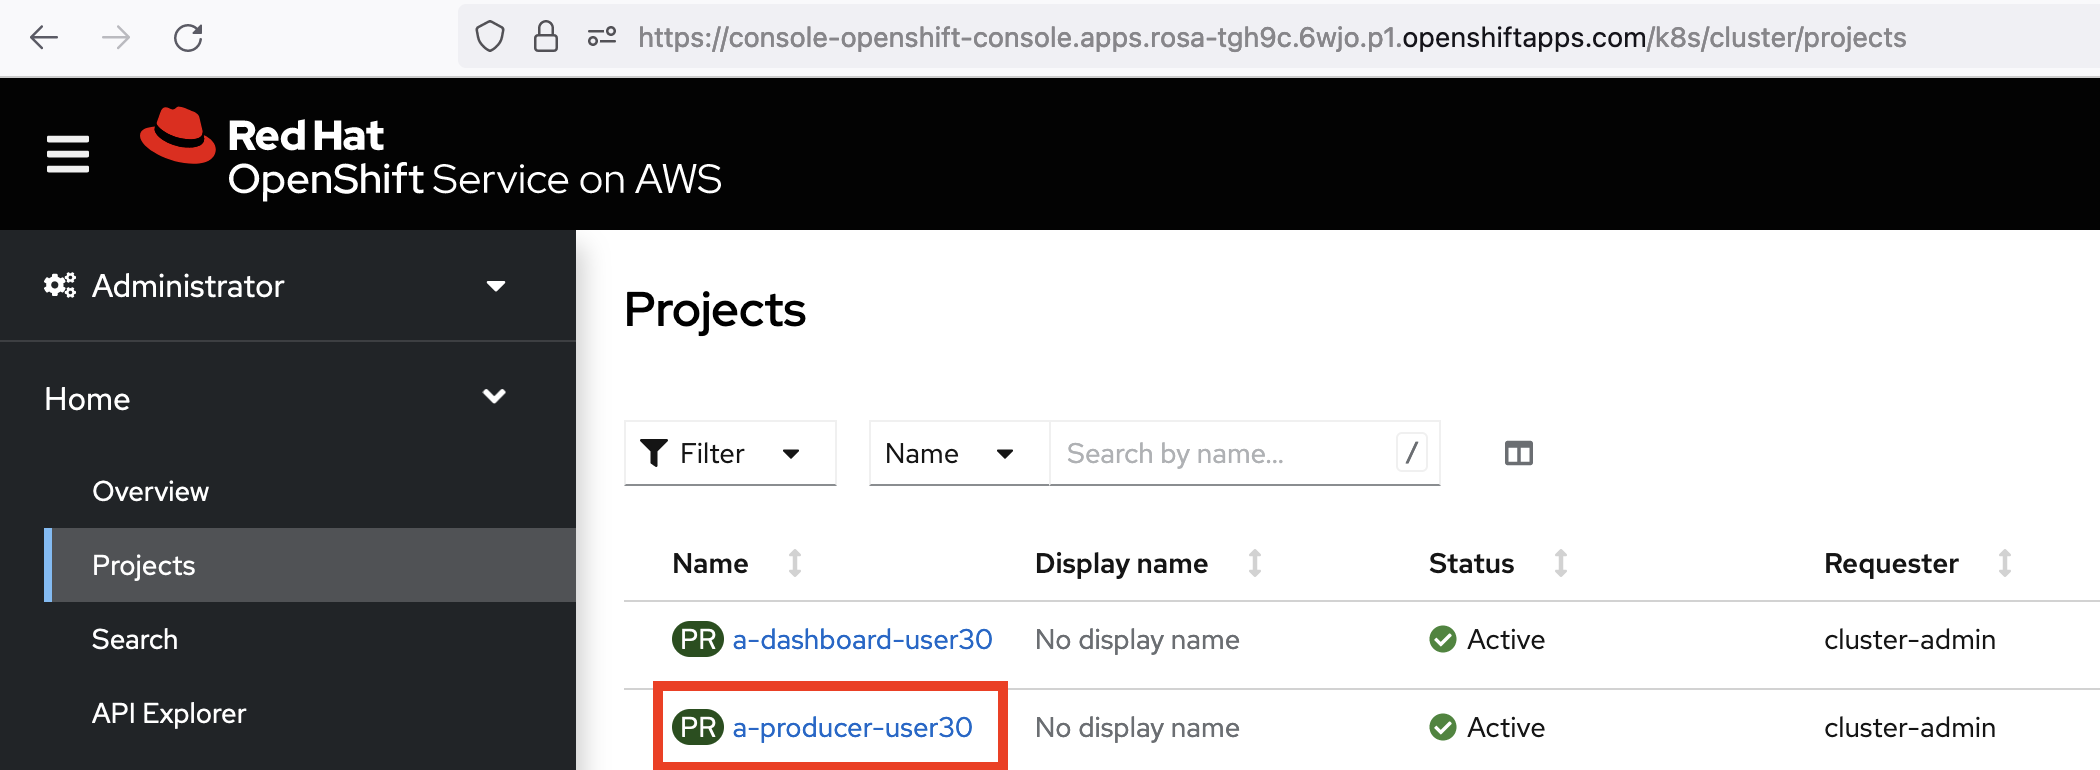 https://console-openshift-console.apps.rosa-tgh9c.6wjo.p1.openshiftapps.com/k8s/cluster/projects
Red Hat
OpenShift Service on AWS
Administrator
Home
Overview
Projects
Search
API Explorer
Projects
Filter Name Search by name... /
Name Display name Status Requester
PR a-dashboard-user30 No display name Active cluster-admin
PR a-producer-user30 No display name Active cluster-admin